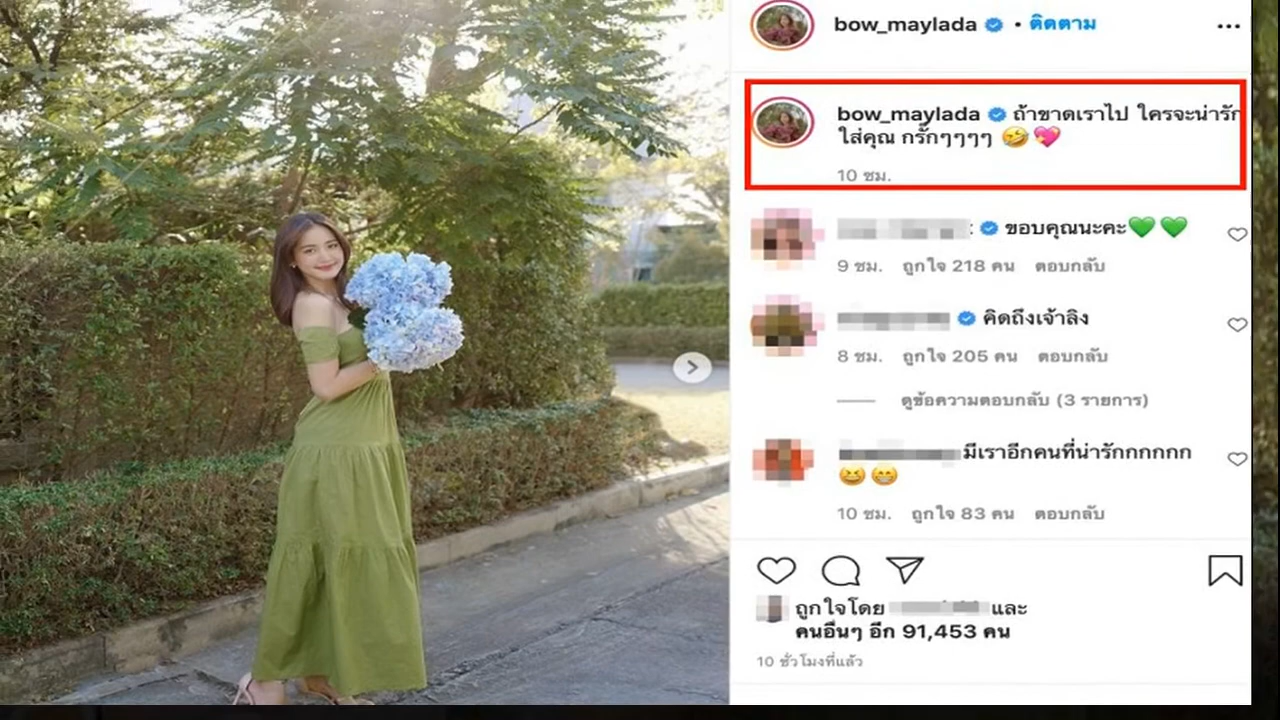 bow_maylada • ติดตาม
bow_maylada ถ้าขาดเราไป ใครจะน่ารัก
ใส่คุณ กรั๊กๆๆๆๆ 🤣💖
10 ชม.
ขอบคุณนะคะ💚💚
9 ชม. ถูกใจ 218 คน ตอบกลับ
คิดถึงเจ้าลิง
8 ชม. ถูกใจ 205 คน ตอบกลับ
ดูข้อความตอบกลับ (3 รายการ)
มีเราอีกคนที่น่ารักกกกกก
😆😁
10 ชม. ถูกใจ 83 คน ตอบกลับ
ถูกใจโดย และ
คนอื่นๆ อีก 91,453 คน
10 ชั่วโมงที่แล้ว